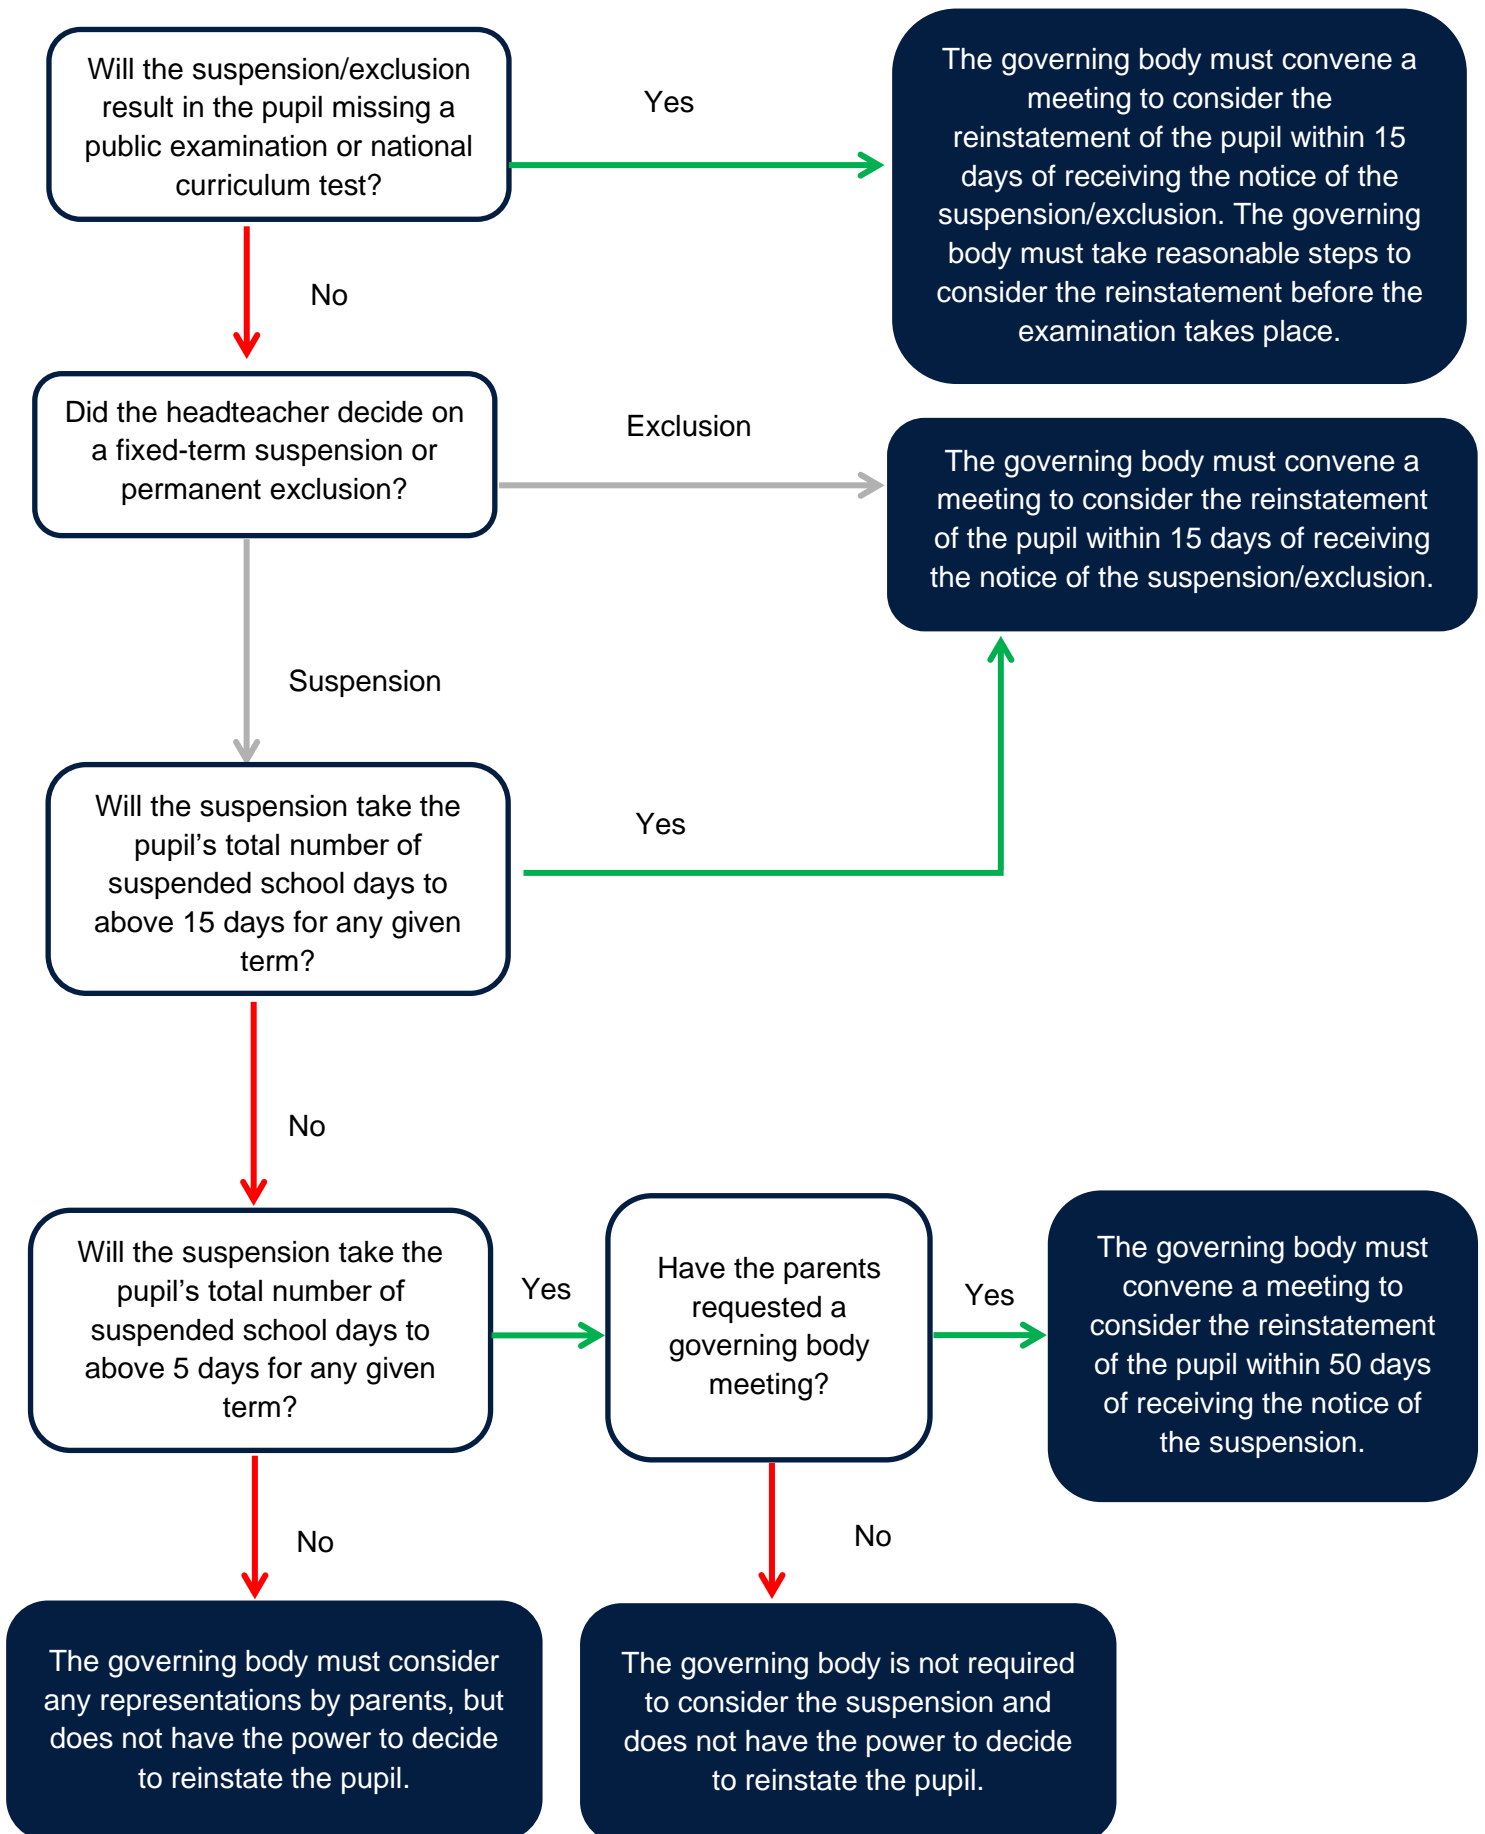 Will the suspension/exclusion
result in the pupil missing a
public examination or national
curriculum test?
Yes
The governing body must convene a
meeting to consider the
reinstatement of the pupil within 15
days of receiving the notice of the
suspension/exclusion. The governing
body must take reasonable steps to
consider the reinstatement before the
examination takes place.
No
Did the headteacher decide on
a fixed-term suspension or
permanent exclusion?
Exclusion
The governing body must convene a
meeting to consider the reinstatement
of the pupil within 15 days of receiving
the notice of the suspension/exclusion.
Suspension
Will the suspension take the
pupil’s total number of
suspended school days to
above 15 days for any given
term?
Yes
No
Will the suspension take the
pupil’s total number of
suspended school days to
above 5 days for any given
term?
Yes
Have the parents
requested a
governing body
meeting?
Yes
The governing body must
convene a meeting to
consider the reinstatement
of the pupil within 50 days
of receiving the notice of
the suspension.
No
No
The governing body must consider
any representations by parents, but
does not have the power to decide
to reinstate the pupil.
The governing body is not required
to consider the suspension and
does not have the power to decide
to reinstate the pupil.